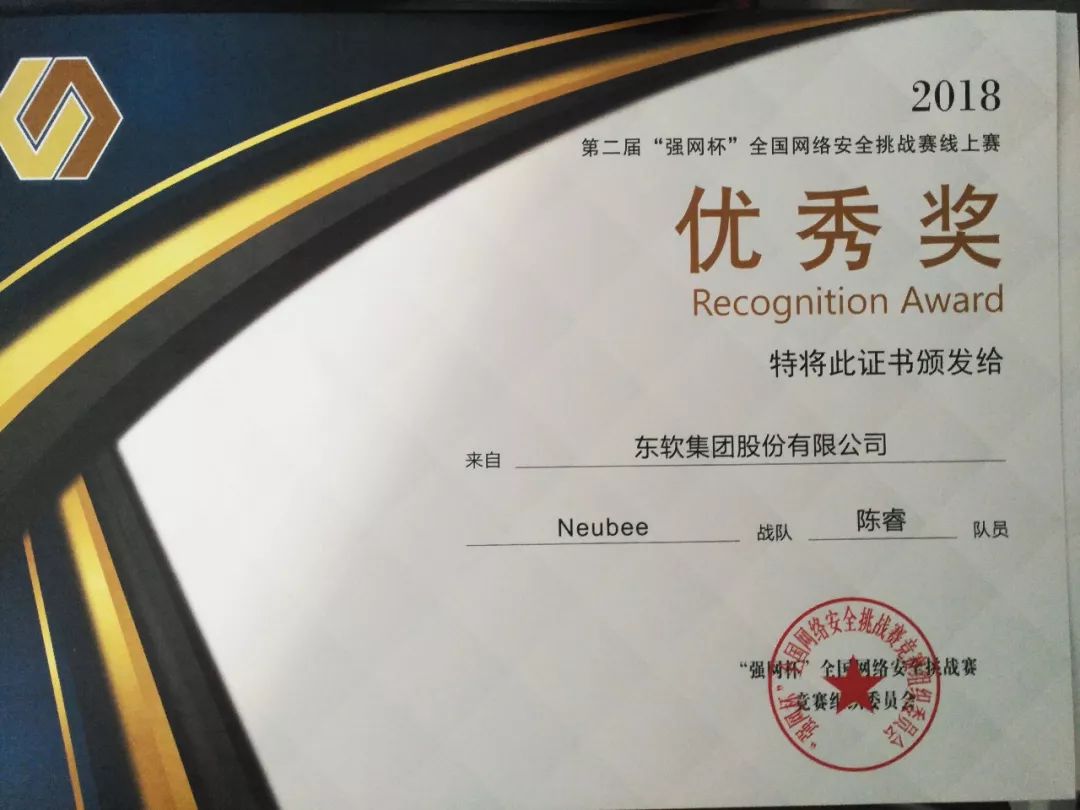 2018
第二届“强网杯”全国网络安全挑战赛线上赛
优秀奖
Recognition Award
特将此证书颁发给
来自 东软集团股份有限公司
Neubee 战队 陈睿 队员
“强网杯”全国网络安全挑战赛
竞赛组织委员会
“强网杯”全国网络安全挑战赛竞赛组织委员会